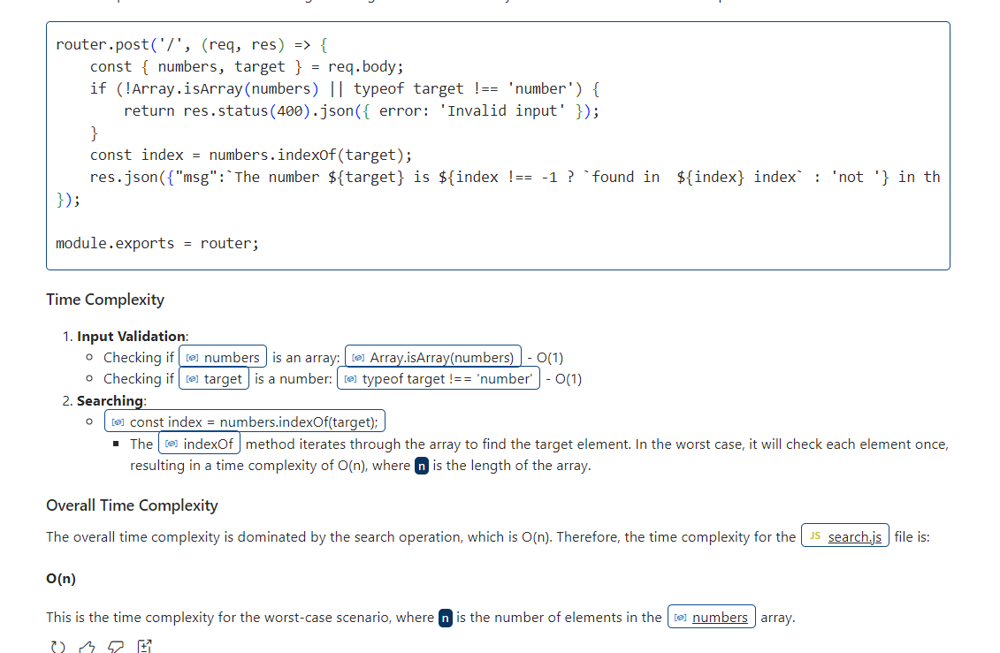 router.post('/', (req, res) => {
    const { numbers, target } = req.body;
    if (!Array.isArray(numbers) || typeof target !== 'number') {
        return res.status(400).json({ error: 'Invalid input' });
    }
    const index = numbers.indexOf(target);
    res.json({"msg":`The number ${target} is ${index !== -1 ? `found in  ${index} index` : 'not '} in th
});
module.exports = router;
Time Complexity
1. Input Validation:
Checking if numbers is an array: Array.isArray(numbers) - O(1)
Checking if target is a number: typeof target !== 'number' - O(1)
2. Searching:
const index = numbers.indexOf(target);
The indexOf method iterates through the array to find the target element. In the worst case, it will check each element once,
resulting in a time complexity of O(n), where n is the length of the array.
Overall Time Complexity
The overall time complexity is dominated by the search operation, which is O(n). Therefore, the time complexity for the JS search.js file is:
O(n)
This is the time complexity for the worst-case scenario, where n is the number of elements in the numbers array.